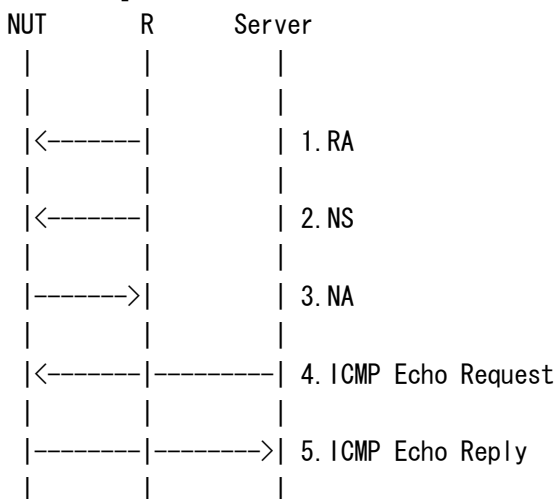 NUT R Server
| | |
| | |
|<-------| | 1.RA
| | |
|<-------| | 2.NS
| | |
|------->| | 3.NA
| | |
|<-------|---------| 4.ICMP Echo Request
| | |
|--------|-------->| 5.ICMP Echo Reply
| | |